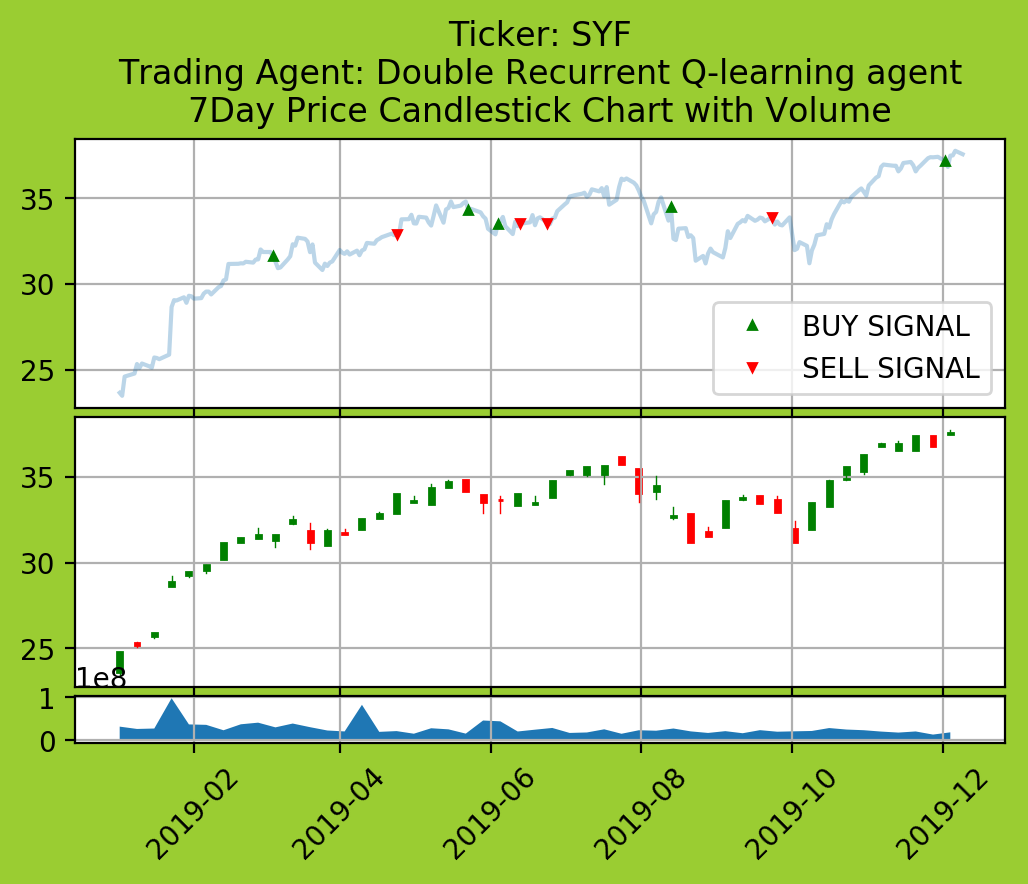 Ticker: SYF
Trading Agent: Double Recurrent Q-learning agent
7Day Price Candlestick Chart with Volume
35
30
25
BUY SIGNAL
SELL SIGNAL
35
30
25
1e8
1
0
2019-02
2019-04
2019-06
2019-08
2019-10
2019-12